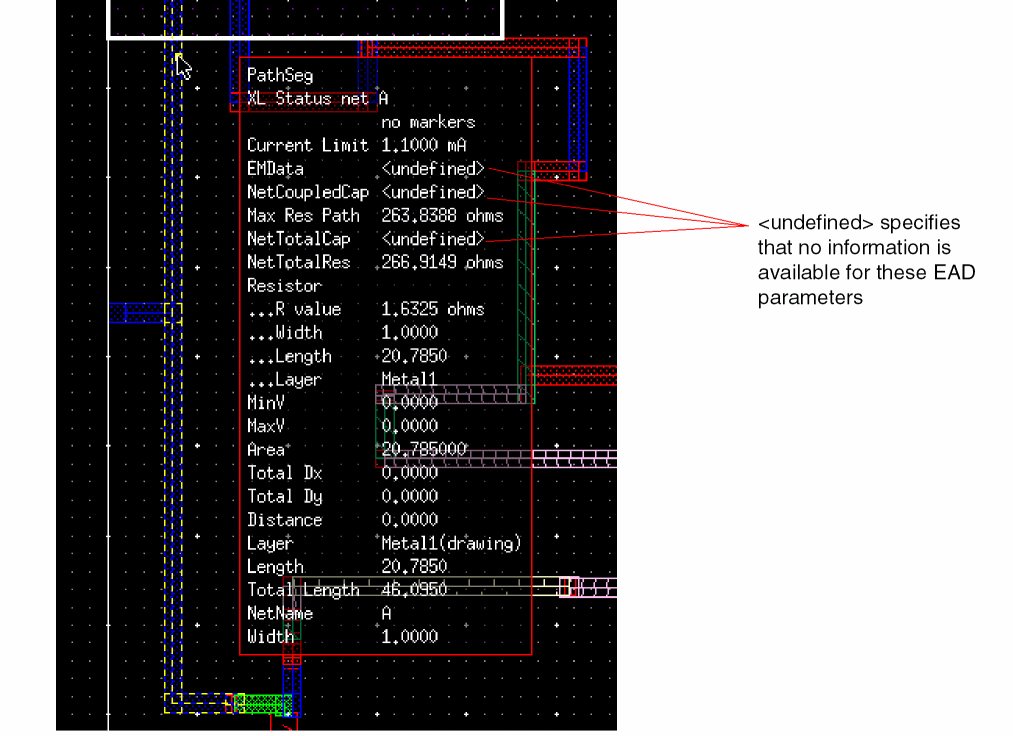 PathSeg
XL Status net A
no markers
Current Limit 1.1000 mA
EMData <undefined>
NetCoupledCap <undefined>
Max Res Path 263.8388 ohms
NetTotalCap <undefined>
NetTotalRes 266.9149 ohms
Resistor
...R value 1.6325 ohms
...Width 1.0000
...Length 20.7850
...Layer Metal1
MinV 0.0000
MaxV 0.0000
Area 20.785000
Total Dx 0.0000
Total Dy 0.0000
Distance 0.0000
Layer Metal1(drawing)
Length 20.7850
Total Length 46.0950
NetName A
Width 1.0000
<undefined> specifies
that no information is
available for these EAD
parameters